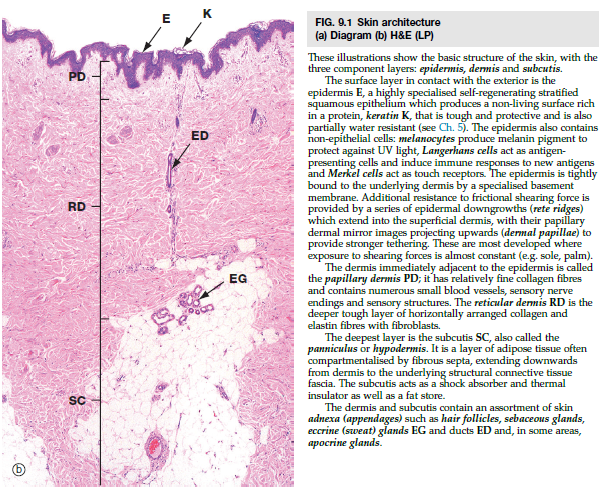 E
K
PD
ED
RD
EG
SC
b
FIG. 9.1 Skin architecture
(a) Diagram (b) H&E (LP)
These illustrations show the basic structure of the skin, with the
three component layers: epidermis, dermis and subcutis.
The surface layer in contact with the exterior is the
epidermis E, a highly specialised self-regenerating stratified
squamous epithelium which produces a non-living surface rich
in a protein, keratin K, that is tough and protective and is also
partially water resistant (see Ch. 5). The epidermis also contains
non-epithelial cells: melanocytes produce melanin pigment to
protect against UV light, Langerhans cells act as antigen-
presenting cells and induce immune responses to new antigens
and Merkel cells act as touch receptors. The epidermis is tightly
bound to the underlying dermis by a specialised basement
membrane. Additional resistance to frictional shearing force is
provided by a series of epidermal downgrowths (rete ridges)
which extend into the superficial dermis, with their papillary
dermal mirror images projecting upwards (dermal papillae) to
provide stronger tethering. These are most developed where
exposure to shearing forces is almost constant (e.g. sole, palm).
The dermis immediately adjacent to the epidermis is called
the papillary dermis PD; it has relatively fine collagen fibres
and contains numerous small blood vessels, sensory nerve
endings and sensory structures. The reticular dermis RD is the
deeper tough layer of horizontally arranged collagen and
elastin fibres with fibroblasts.
The deepest layer is the subcutis SC, also called the
panniculus or hypodermis. It is a layer of adipose tissue often
compartmentalised by fibrous septa, extending downwards
from dermis to the underlying structural connective tissue
fascia. The subcutis acts as a shock absorber and thermal
insulator as well as a fat store.
The dermis and subcutis contain an assortment of skin
adnexa (appendages) such as hair follicles, sebaceous glands,
eccrine (sweat) glands EG and ducts ED and, in some areas,
apocrine glands.